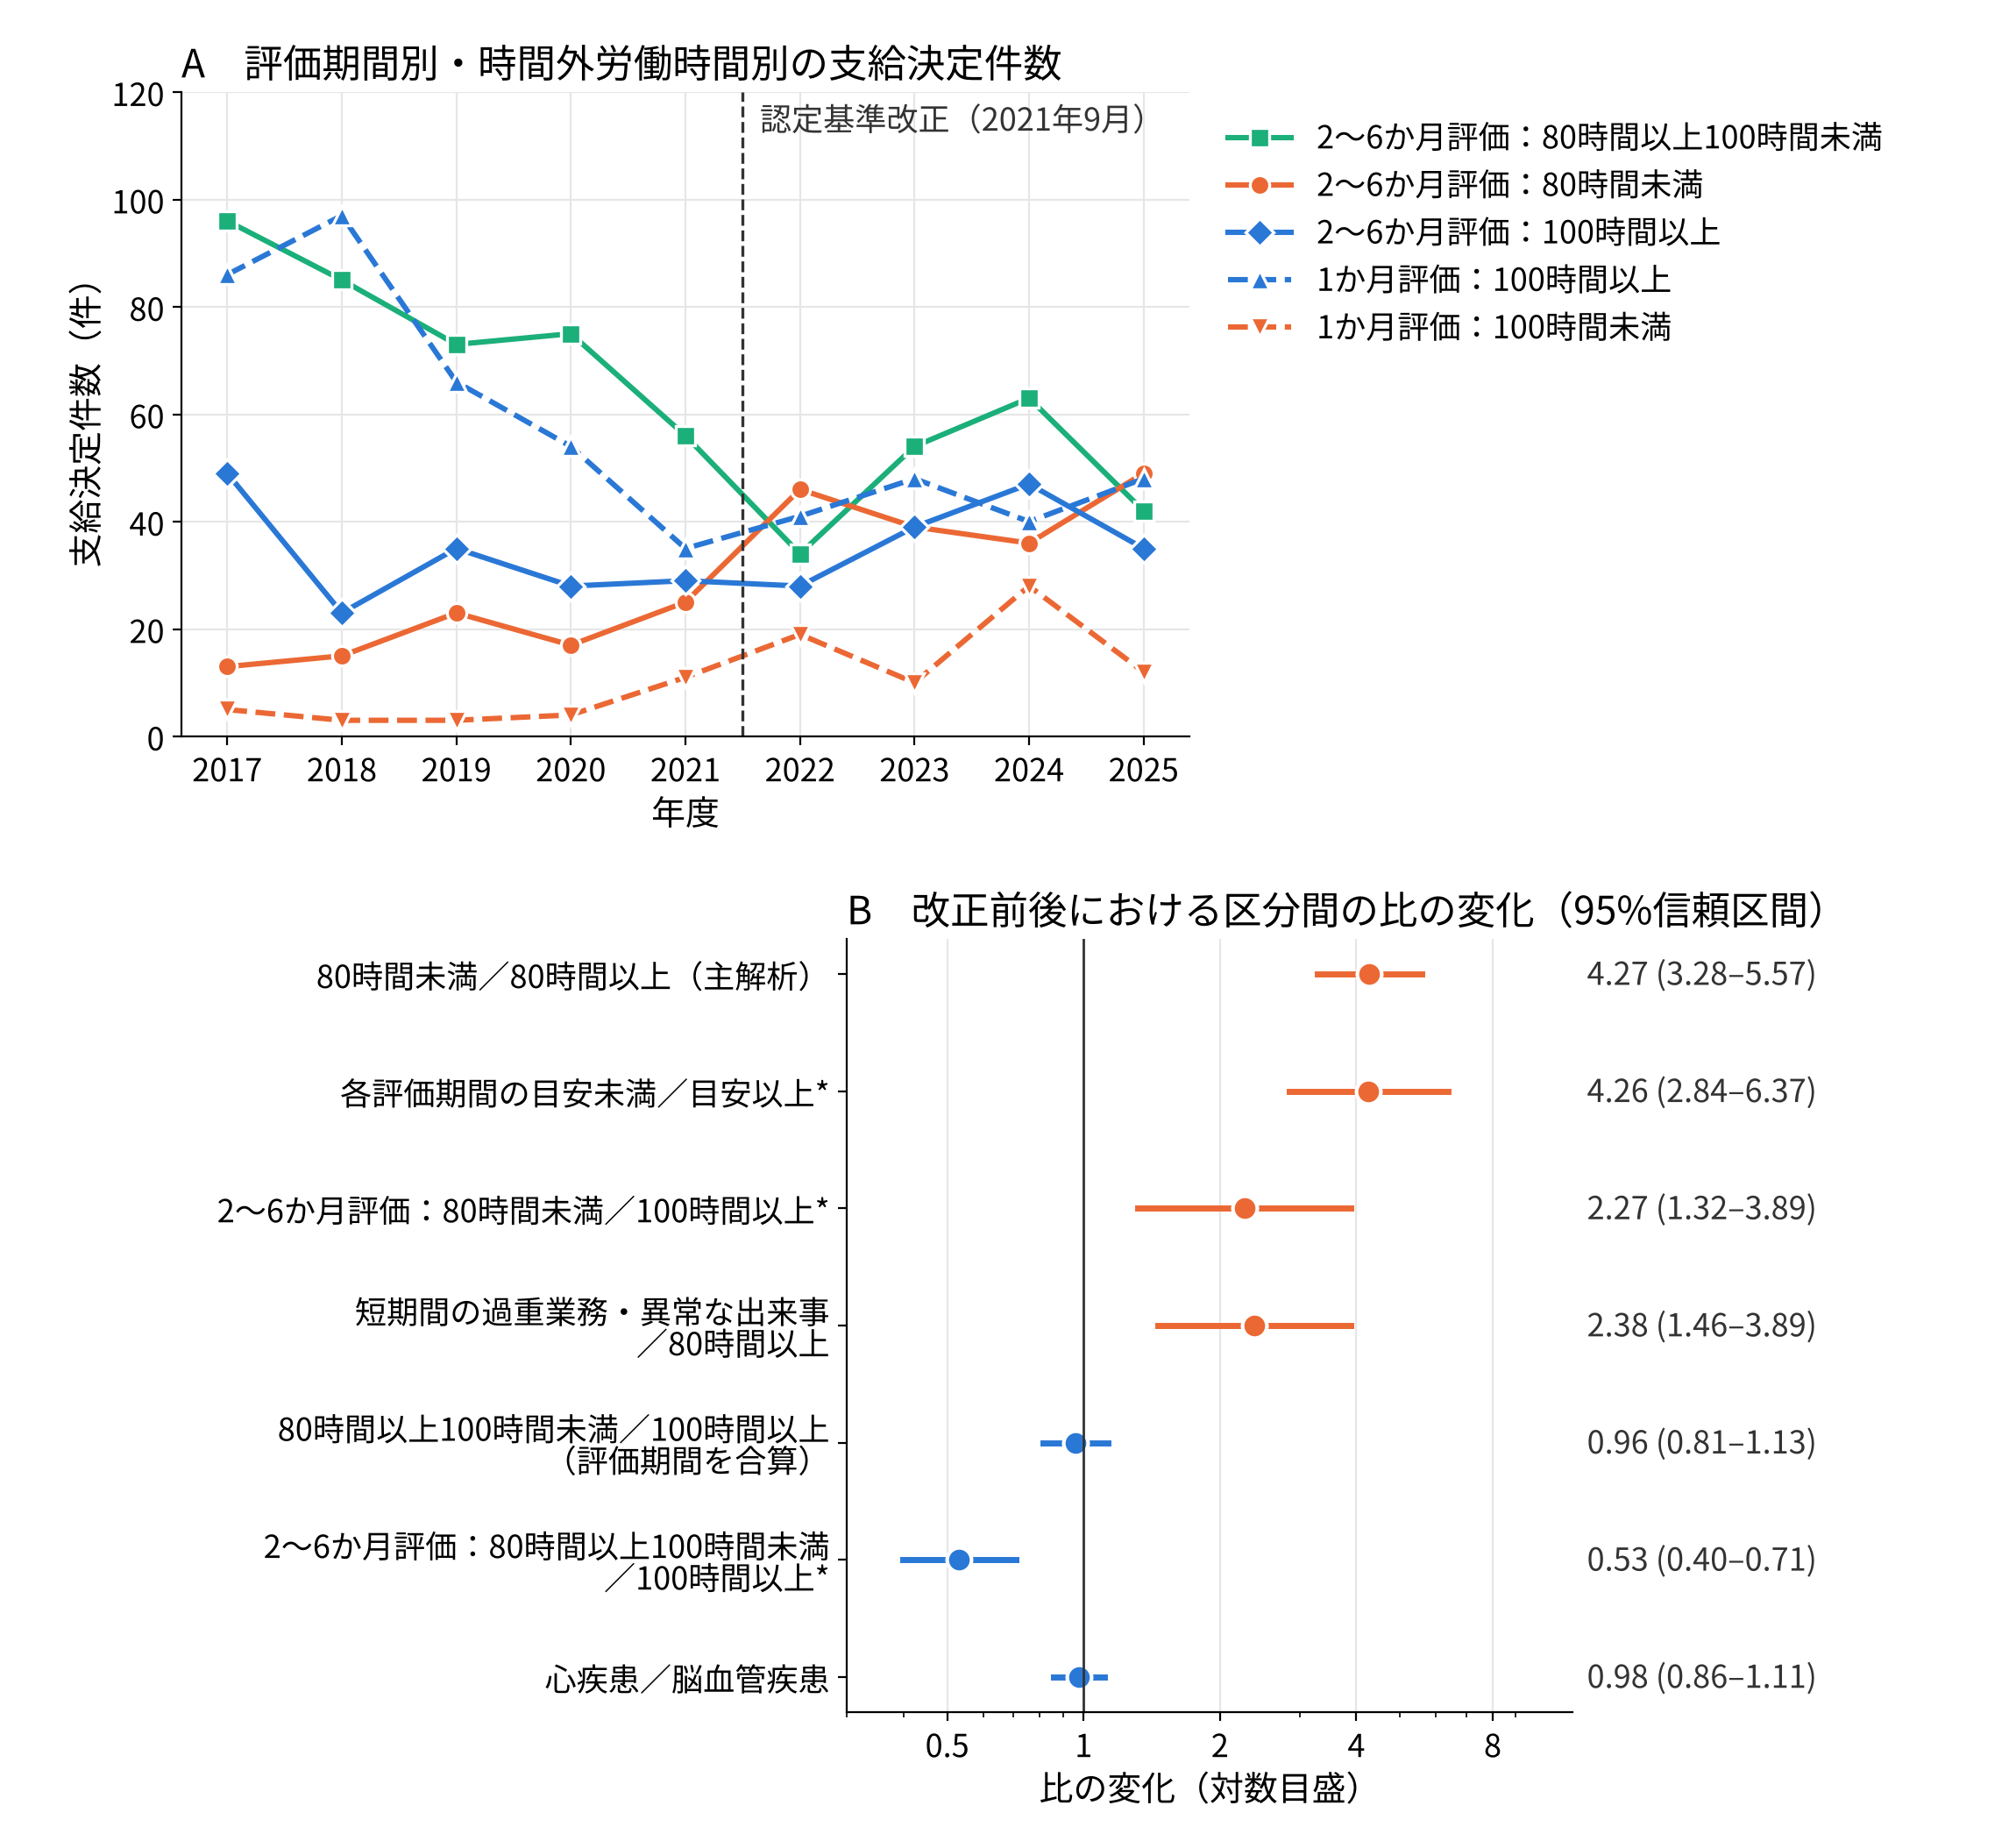 A 評価期間別・時間外労働時間別の支給決定件数
認定基準改正（2021年9月）
支給決定件数（件）
120
100
80
60
40
20
0
2017 2018 2019 2020 2021 2022 2023 2024 2025
年度
2～6か月評価：80時間以上100時間未満
2～6か月評価：80時間未満
2～6か月評価：100時間以上
1か月評価：100時間以上
1か月評価：100時間未満
B 改正前後における区分間の比の変化（95%信頼区間）
80時間未満／80時間以上（主解析）
4.27 (3.28–5.57)
各評価期間の目安未満／目安以上*
4.26 (2.84–6.37)
2～6か月評価：80時間未満／100時間以上*
2.27 (1.32–3.89)
短期間の過重業務・異常な出来事
／80時間以上
2.38 (1.46–3.89)
80時間以上100時間未満／100時間以上
（評価期間を合算）
0.96 (0.81–1.13)
2～6か月評価：80時間以上100時間未満
／100時間以上*
0.53 (0.40–0.71)
心疾患／脳血管疾患
0.98 (0.86–1.11)
0.5 1 2 4 8
比の変化（対数目盛）